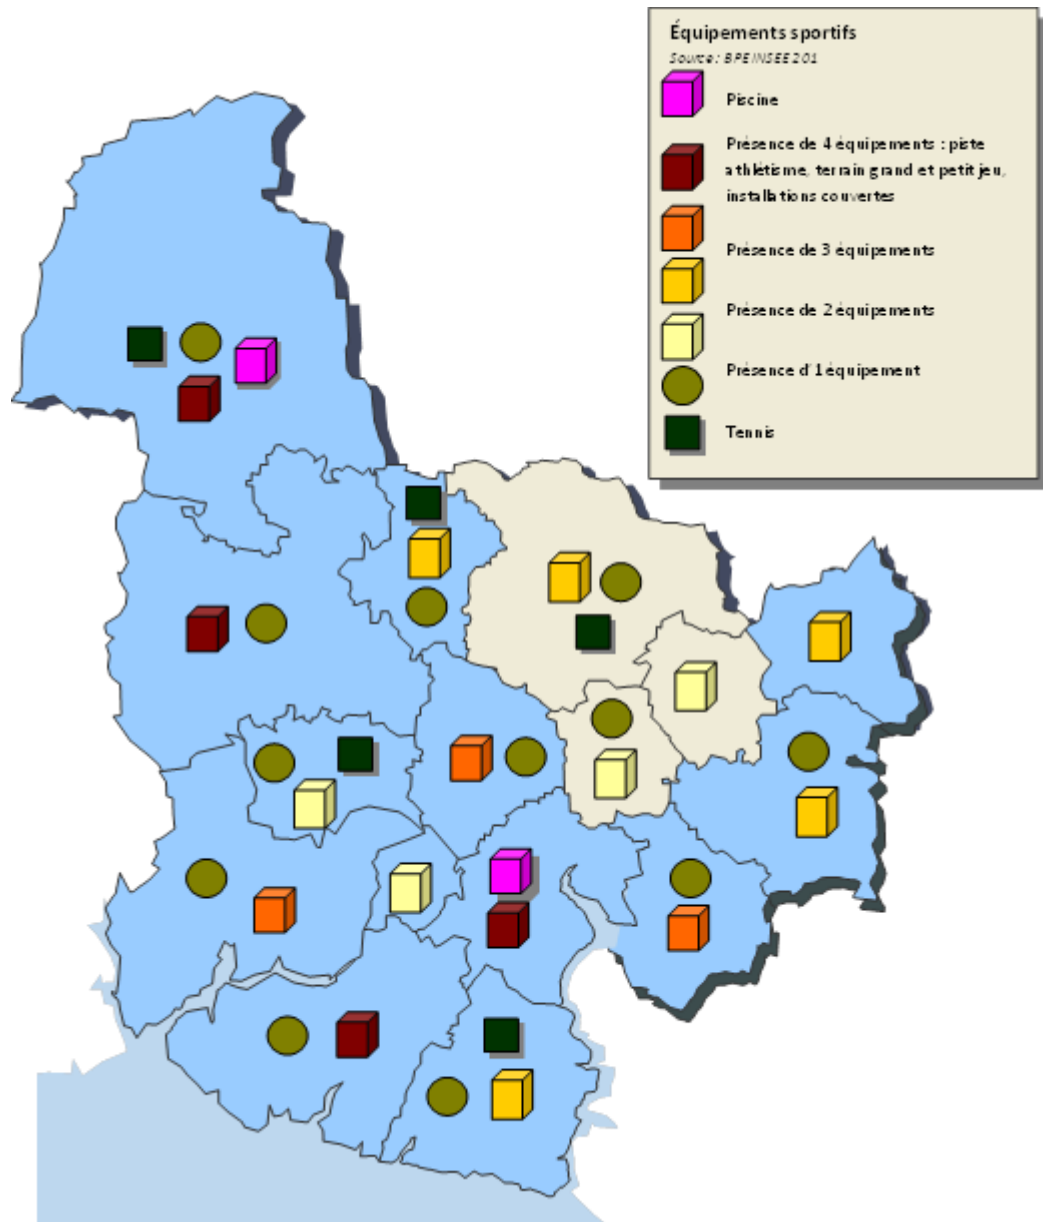 Équipements sportifs
Source : BPE INSEE 201
Piscine
Présence de 4 équipements : piste
athlétisme, terrain grand et petit jeu,
installations couvertes
Présence de 3 équipements
Présence de 2 équipements
Présence d'1 équipement
Tennis